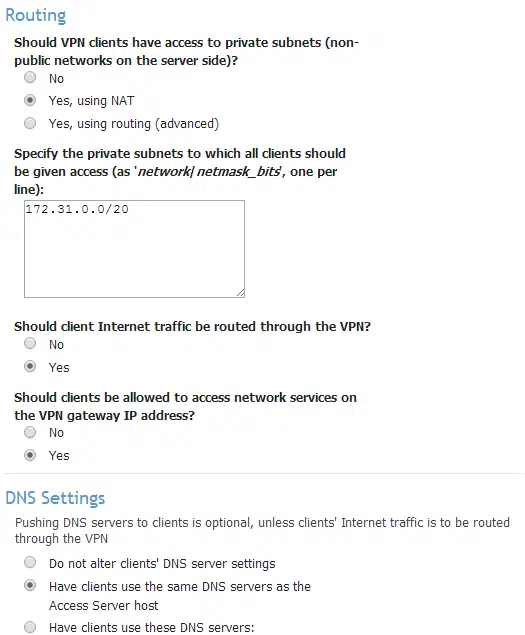 Routing
Should VPN clients have access to private subnets (non-
public networks on the server side)?
No
Yes, using NAT
Yes, using routing (advanced)
Specify the private subnets to which all clients should
be given access (as 'network/netmask_bits', one per
line):
172.31.0.0/20
Should client Internet traffic be routed through the VPN?
No
Yes
Should clients be allowed to access network services on
the VPN gateway IP address?
No
Yes
DNS Settings
Pushing DNS servers to clients is optional, unless clients' Internet traffic is to be routed
through the VPN
Do not alter clients' DNS server settings
Have clients use the same DNS servers as the
Access Server host
Have clients use these DNS servers: